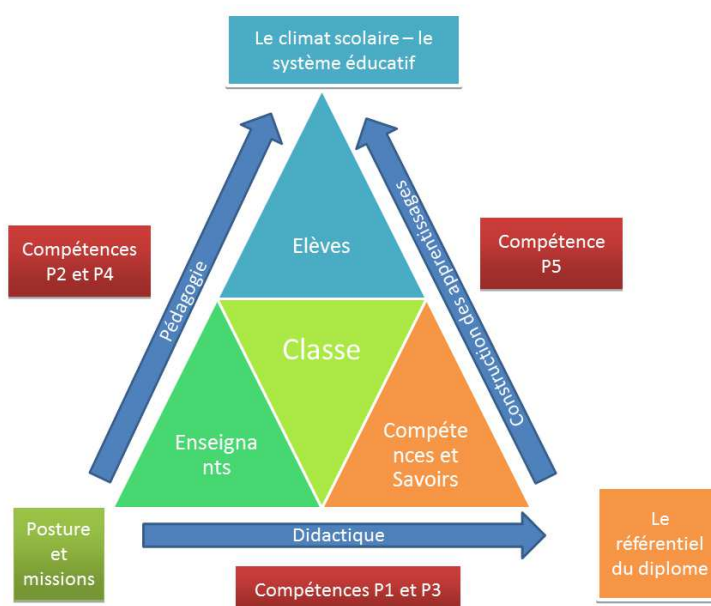 Le climat scolaire – le
système éducatif
Compétences
P2 et P4
Pédagogie
Elèves
Construction des apprentissages
Compétence
P5
Classe
Enseigna
nts
Compéte
nces et
Savoirs
Posture
et
missions
Didactique
Le
référentiel
du diplome
Compétences P1 et P3